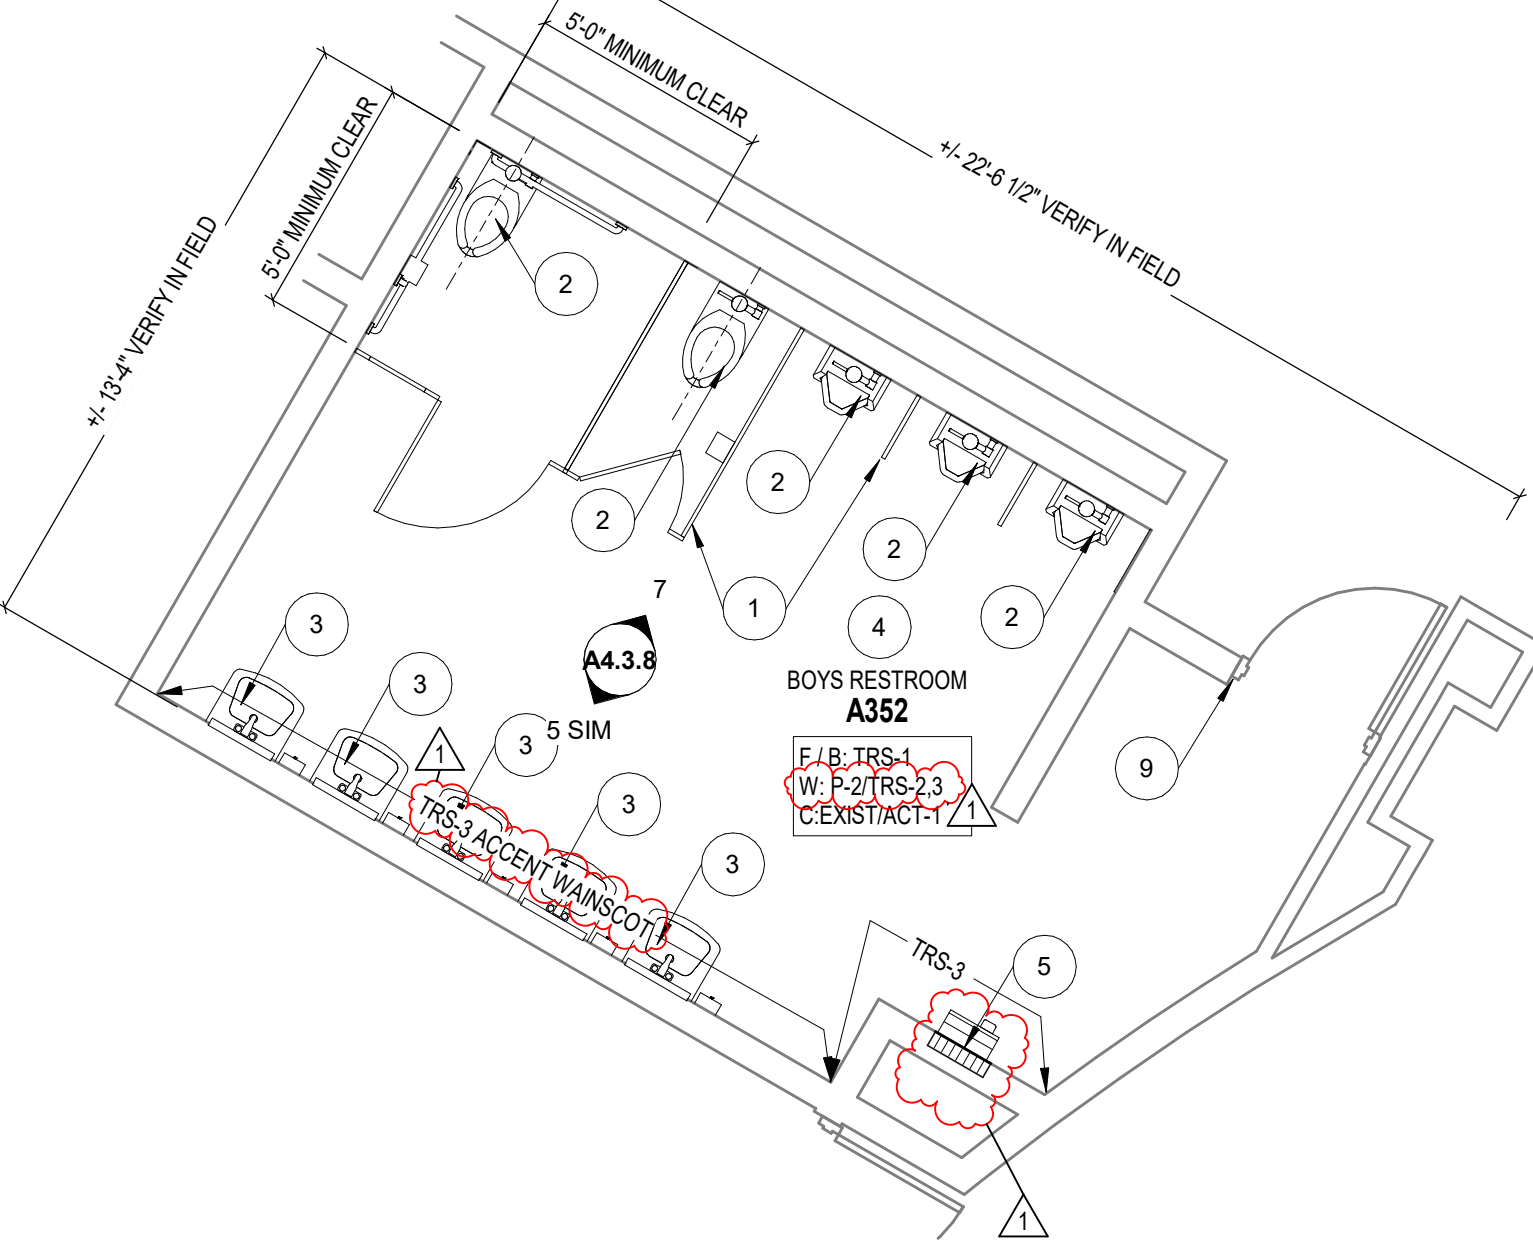 5'-0" MINIMUM CLEAR
+/- 22'-6 1/2" VERIFY IN FIELD
5'-0" MINIMUM CLEAR
+/- 13'-4" VERIFY IN FIELD
2
2
2
2
2
1
4
7
A4.3.8
5 SIM
3
3
3
3
3
BOYS RESTROOM
A352
F / B: TRS-1
W: P-2/TRS-2,3
C:EXIST/ACT-1
1
9
1
TRS-3 ACCENT WAINSCOT
TRS-3
5
1